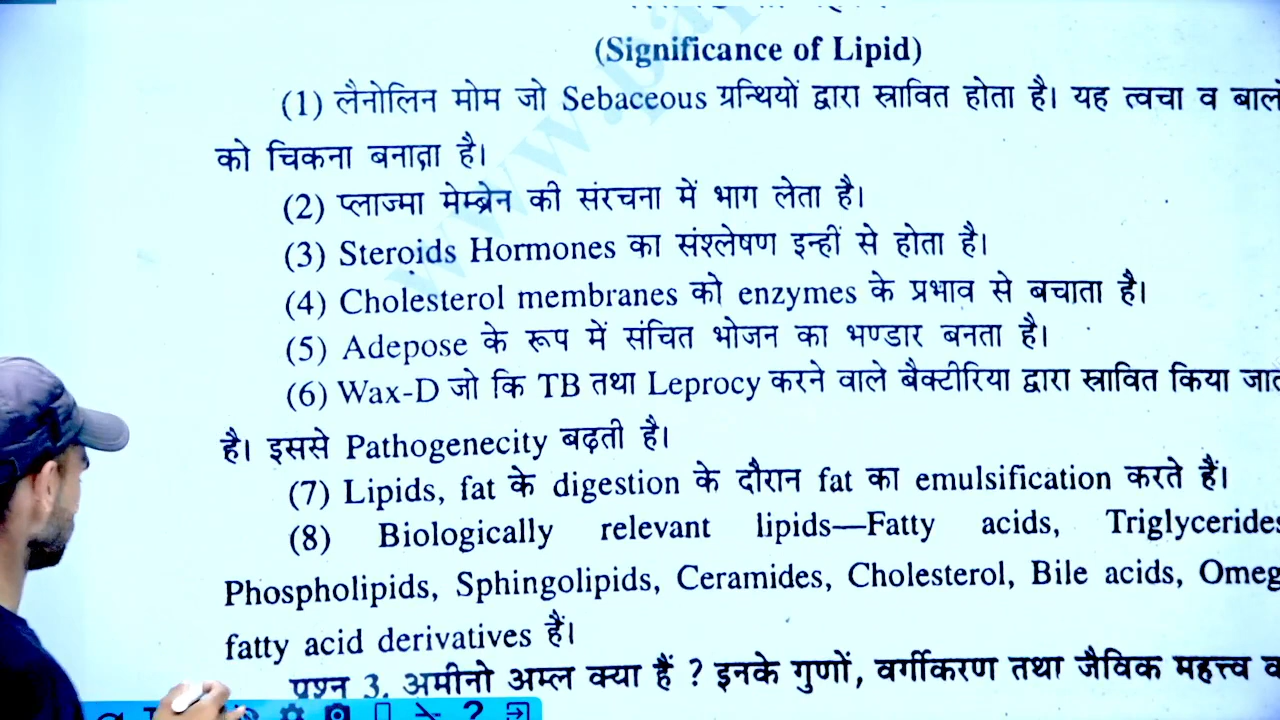 (Significance of Lipid)
(1) लैनोलिन मोम जो Sebaceous ग्रन्थियों द्वारा स्रावित होता है। यह त्वचा व
को चिकना बनाता है।
(2) प्लाज्मा मेम्ब्रेन की संरचना में भाग लेता है।
(3) Steroids Hormones का संश्लेषण इन्हीं से होता है।
(4) Cholesterol membranes को enzymes के प्रभाव से बचाता है।
(5) Adepose के रूप में संचित भोजन का भण्डार बनता है।
(6) Wax-D जो कि TB तथा Leprocy करने वाले बैक्टीरिया द्वारा स्रावित किया
है। इससे Pathogenecity बढ़ती है।
(7) Lipids, fat के digestion के दौरान fat का emulsification करते हैं।
(8) Biologically relevant lipids—Fatty acids, Triglycerides
Phospholipids, Sphingolipids, Ceramides, Cholesterol, Bile acids, Omeg
fatty acid derivatives हैं।
प्रश्न 3. अमीनो अम्ल क्या हैं ? इनके गुणों, वर्गीकरण तथा जैविक महत्त्व